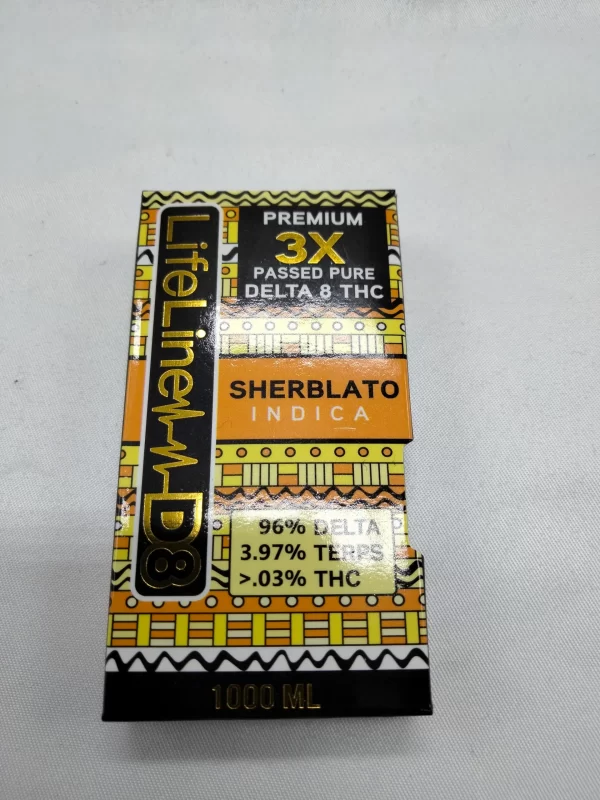 LifeLine D8
PREMIUM
3X
PASSED PURE
DELTA 8 THC
SHERBLATO
INDICA
96% DELTA
3.97% TERPS
>.03% THC
1000 ML